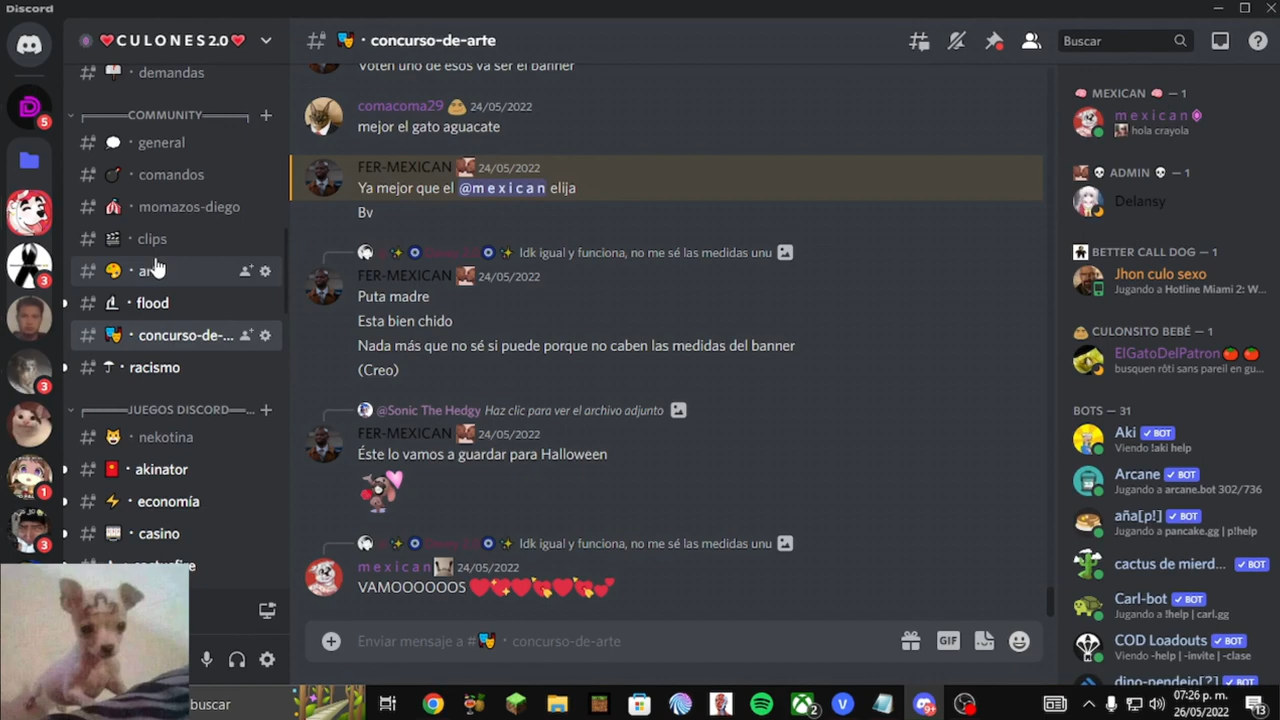 Discord
❤️C U L O N E S 2.0❤️
demandas
COMMUNITY
general
comandos
momazos-diego
clips
flood
concurso-de-...
racismo
JUEGOS DISCORD
nekotina
akinator
economía
casino
buscar
concurso-de-arte
Buscar
Voten uno de esos va ser el banner
comacoma29 24/05/2022
mejor el gato aguacate
FER-MEXICAN 24/05/2022
Ya mejor que el @m e x i c a n elija
Bv
Idk igual y funciona, no me sé las medidas unu
FER-MEXICAN 24/05/2022
Puta madre
Esta bien chido
Nada más que no sé si puede porque no caben las medidas del banner
(Creo)
@Sonic The Hedgy Haz clic para ver el archivo adjunto
FER-MEXICAN 24/05/2022
Éste lo vamos a guardar para Halloween
Idk igual y funciona, no me sé las medidas unu
m e x i c a n 24/05/2022
VAMOOOOOOS
Enviar mensaje a # · concurso-de-arte
GIF
MEXICAN — 1
m e x i c a n
hola crayola
ADMIN — 1
Delansy
BETTER CALL DOG — 1
Jhon culo sexo
Jugando a Hotline Miami 2: W...
CULONSITO BEBÉ — 1
ElGatoDelPatron
busquen rôti sans pareil en gu...
BOTS — 31
Aki ✓ BOT
Viendo !aki help
Arcane ✓ BOT
Jugando a arcane.bot 302/736
aña[p!] ✓ BOT
Jugando a pancake.gg | p!help
cactus de mierd... ✓ BOT
Carl-bot ✓ BOT
Jugando a !help | carl.gg
COD Loadouts ✓ BOT
Viendo -help | -invite | -clase
dino-pendejo[?] ✓ BOT
07:26 p. m.
26/05/2022